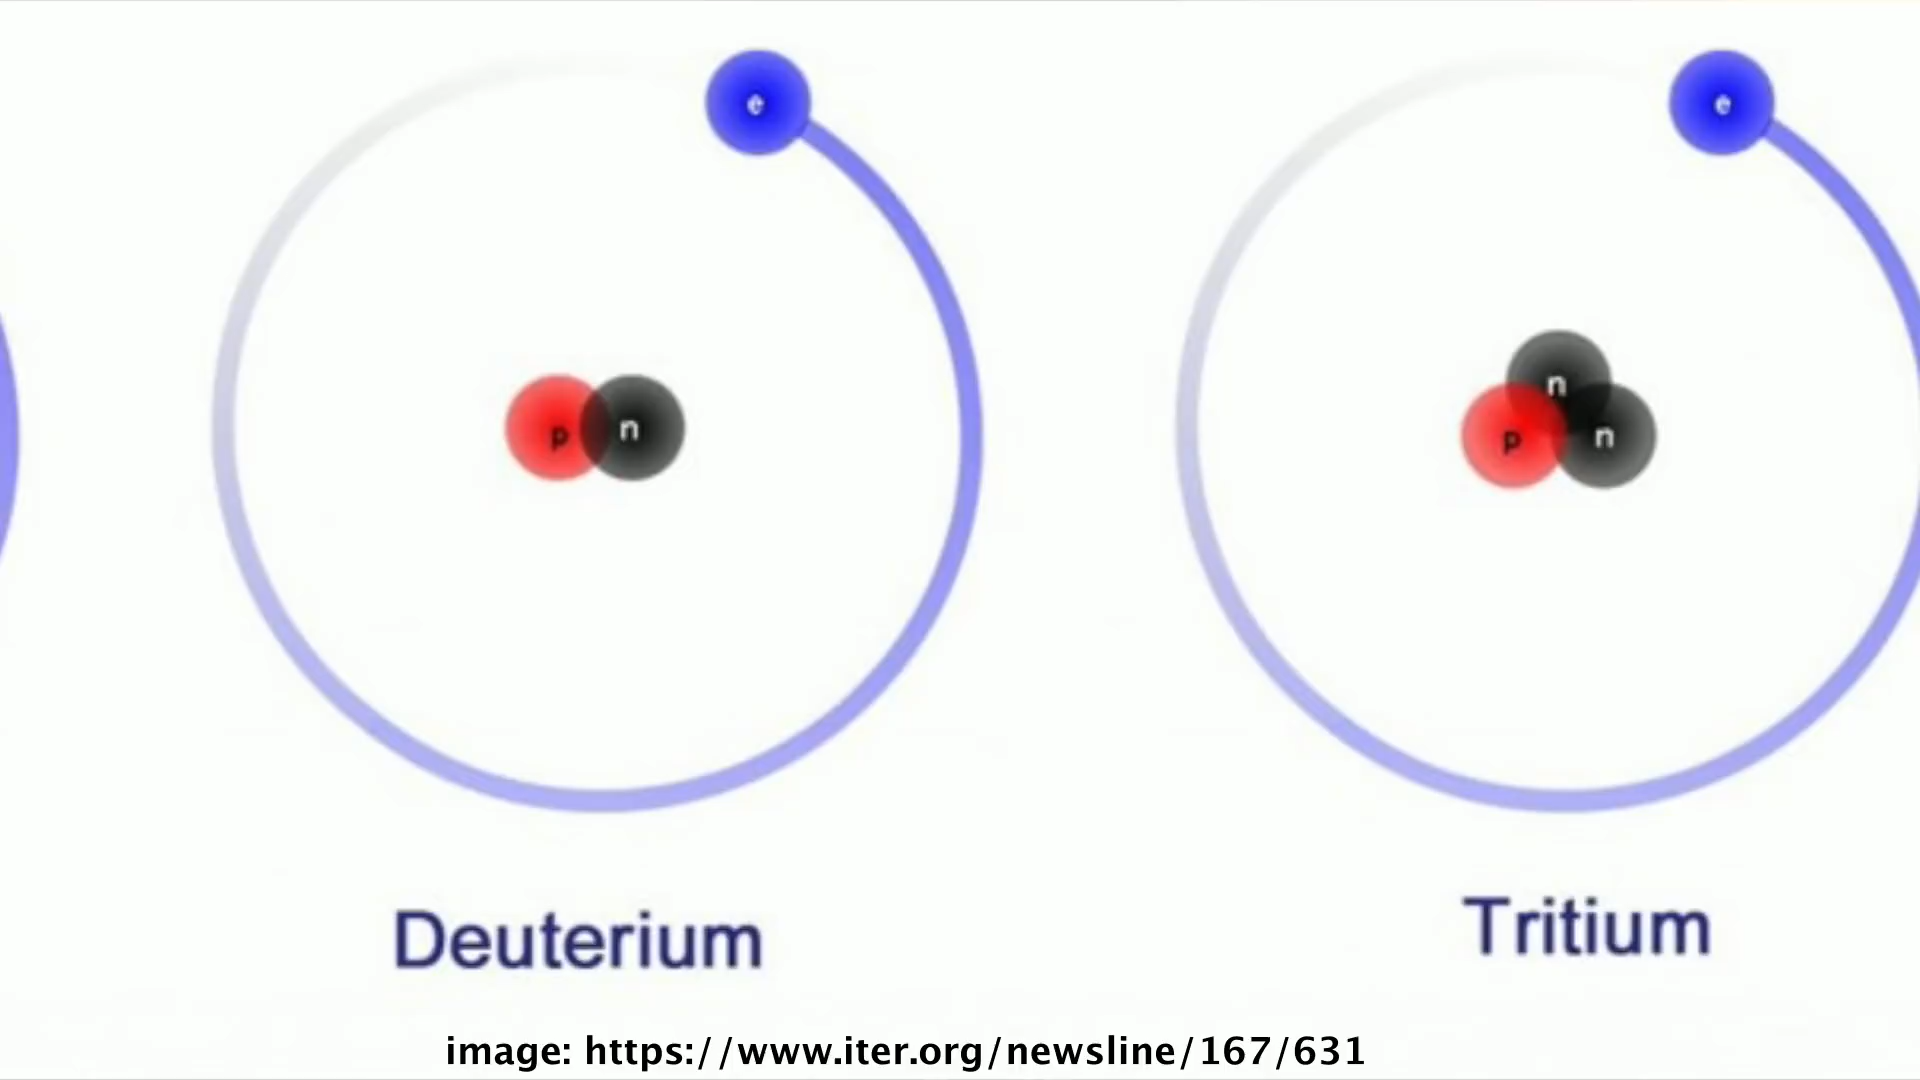 e
e
n
p n
p n
Deuterium
Tritium
image: https://www.iter.org/newsline/167/631